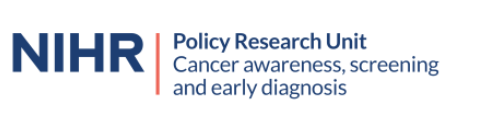 NIHR
Policy Research Unit
Cancer awareness, screening
and early diagnosis